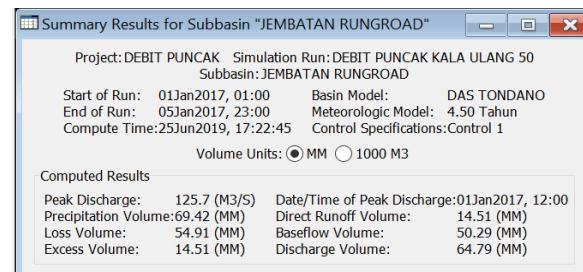 Summary Results for Subbasin "JEMBATAN RUNGROAD"
Project: DEBIT PUNCAK Simulation Run: DEBIT PUNCAK KALA ULANG 50
Subbasin: JEMBATAN RUNGROAD
Start of Run: 01Jan2017, 01:00 Basin Model: DAS TONDANO
End of Run: 05Jan2017, 23:00 Meteorologic Model: 4.50 Tahun
Compute Time:25Jun2019, 17:22:45 Control Specifications:Control 1
Volume Units: MM 1000 M3
Computed Results
Peak Discharge: 125.7 (M3/S) Date/Time of Peak Discharge:01Jan2017, 12:00
Precipitation Volume:69.42 (MM) Direct Runoff Volume: 14.51 (MM)
Loss Volume: 54.91 (MM) Baseflow Volume: 50.29 (MM)
Excess Volume: 14.51 (MM) Discharge Volume: 64.79 (MM)